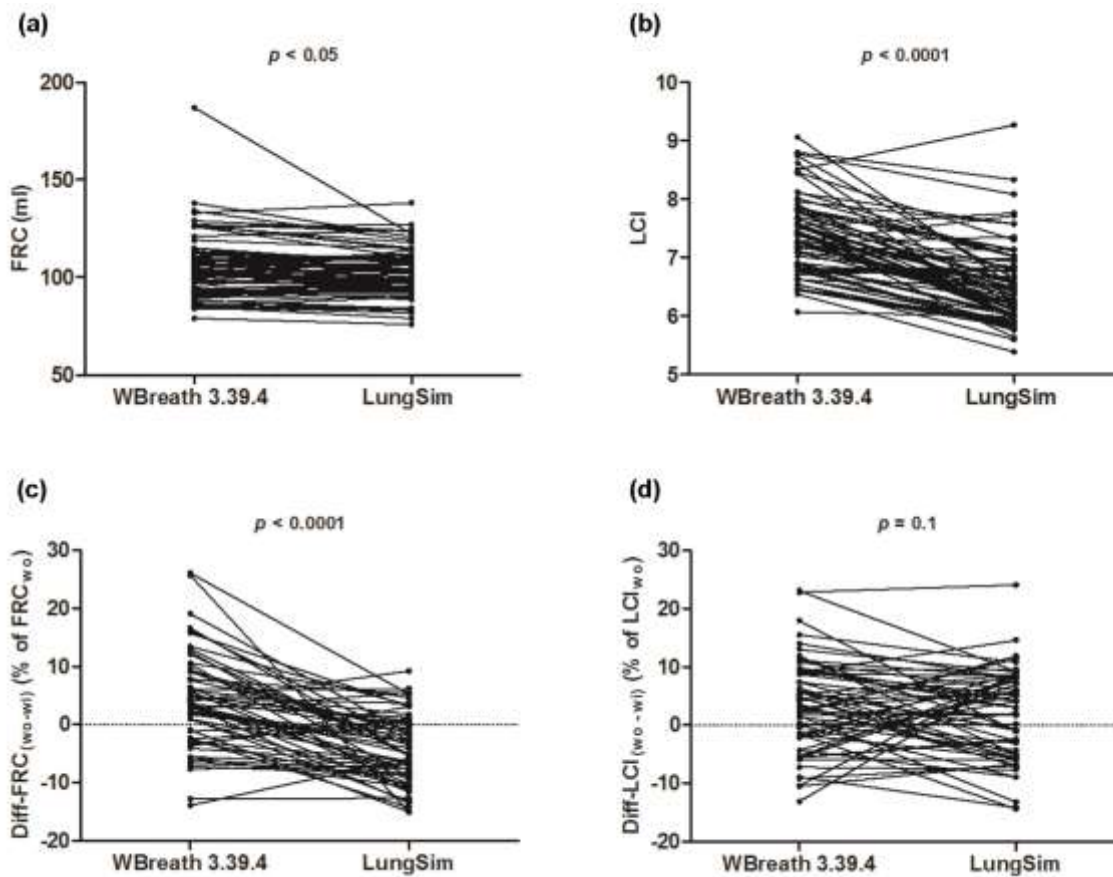 (a)
p < 0.05
200
150
100
50
FRC (ml)
WBreath 3.39.4
LungSim
(b)
p < 0.0001
10
9
8
7
6
5
LCI
WBreath 3.39.4
LungSim
(c)
p < 0.0001
30
20
10
0
-10
-20
Diff-FRC(wo-wi) (% of FRCwo)
WBreath 3.39.4
LungSim
(d)
p = 0.1
30
20
10
0
-10
-20
Diff-LCI(wo - wi) (% of LCIwo)
WBreath 3.39.4
LungSim